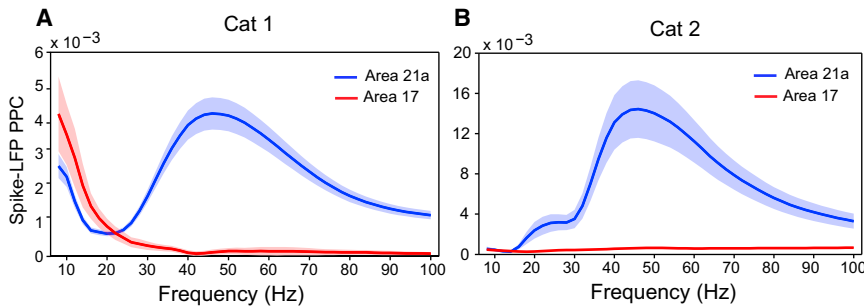 A
Cat 1
x 10⁻³
6
5
4
3
2
1
0
Spike-LFP PPC
Area 21a
Area 17
10 20 30 40 50 60 70 80 90 100
Frequency (Hz)
B
Cat 2
x 10⁻³
20
16
12
8
4
0
Area 21a
Area 17
10 20 30 40 50 60 70 80 90 100
Frequency (Hz)